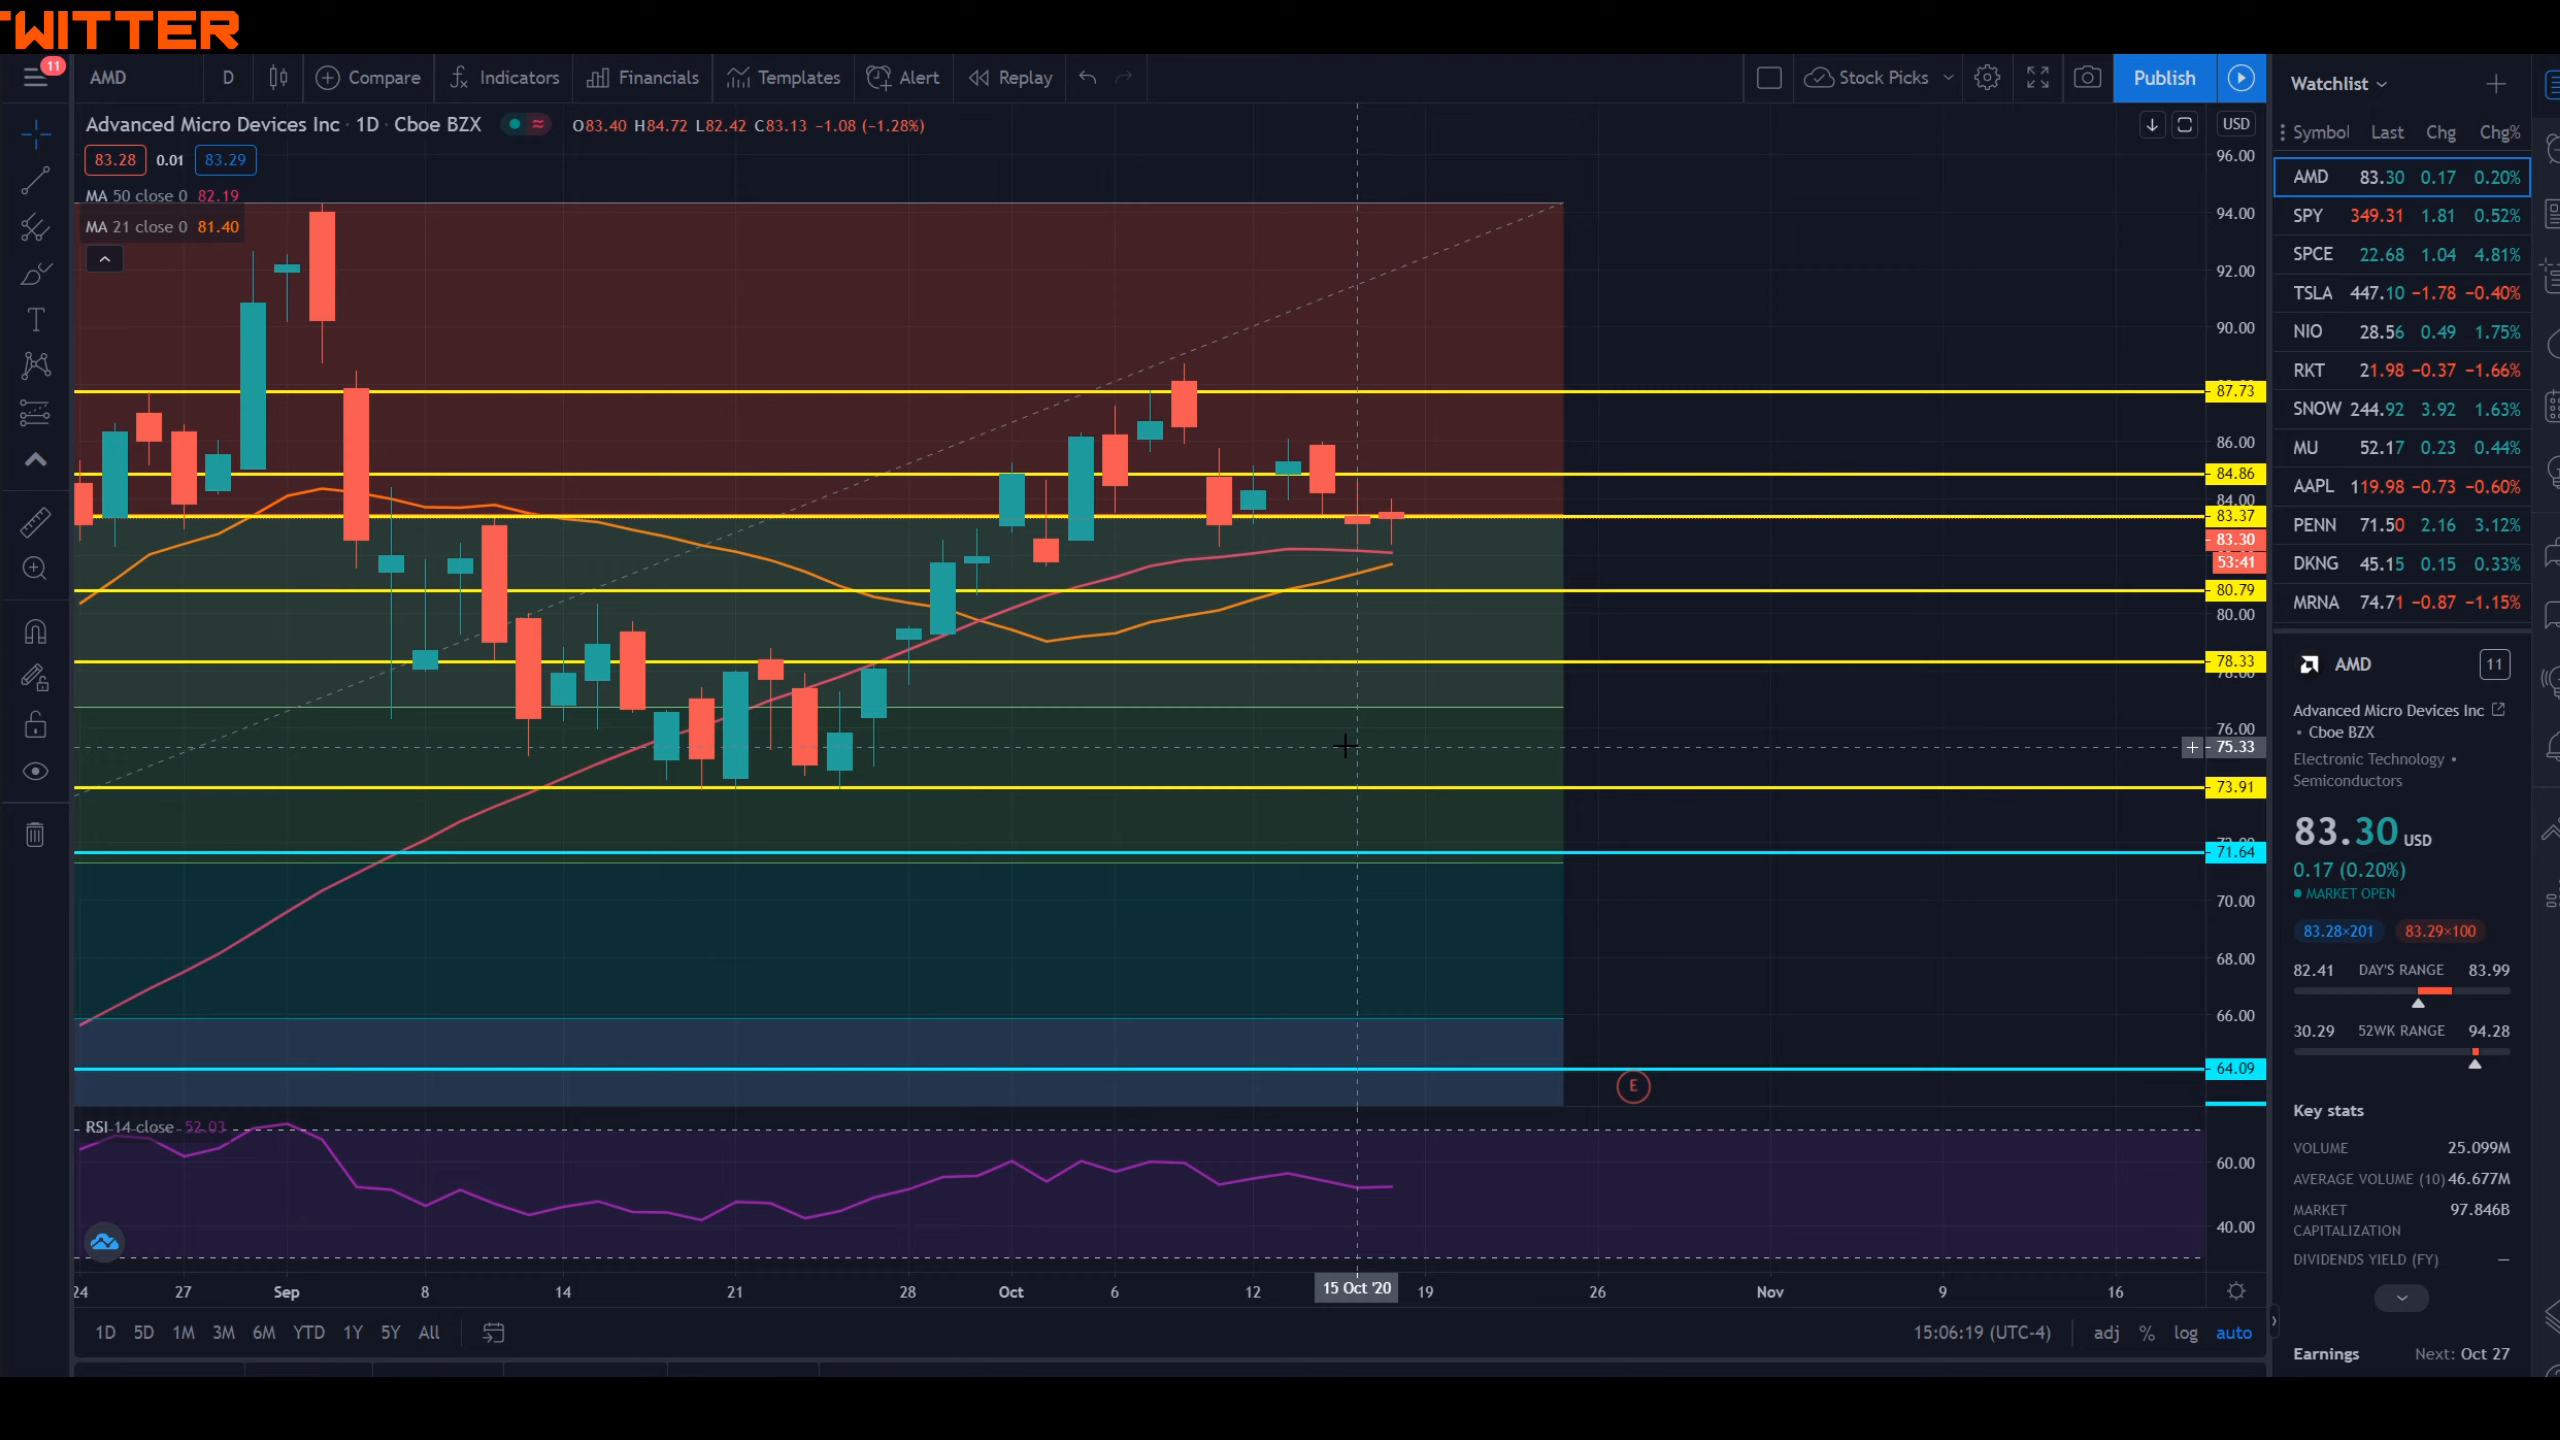 TWITTER
11
AMD
D
Compare
Indicators
Financials
Templates
Alert
Replay
Stock Picks
Publish
Advanced Micro Devices Inc · 1D · Cboe BZX
O83.40 H84.72 L82.42 C83.13 −1.08 (−1.28%)
USD
83.28 0.01 83.29
MA 50 close 0 82.19
MA 21 close 0 81.40
96.00
94.00
92.00
90.00
87.73
86.00
84.86
84.00
83.37
83.30
53:41
80.79
80.00
78.33
78.00
76.00
75.33
73.91
71.64
70.00
68.00
66.00
64.09
E
RSI 14 close 52.03
60.00
40.00
24 27 Sep 8 14 21 28 Oct 6 12 15 Oct '20 19 26 Nov 9 16
1D 5D 1M 3M 6M YTD 1Y 5Y All
15:06:19 (UTC-4) adj % log auto
Watchlist
Symbol Last Chg Chg%
AMD 83.30 0.17 0.20%
SPY 349.31 1.81 0.52%
SPCE 22.68 1.04 4.81%
TSLA 447.10 −1.78 −0.40%
NIO 28.56 0.49 1.75%
RKT 21.98 −0.37 −1.66%
SNOW 244.92 3.92 1.63%
MU 52.17 0.23 0.44%
AAPL 119.98 −0.73 −0.60%
PENN 71.50 2.16 3.12%
DKNG 45.15 0.15 0.33%
MRNA 74.71 −0.87 −1.15%
AMD
11
Advanced Micro Devices Inc
• Cboe BZX
Electronic Technology •
Semiconductors
83.30 USD
0.17 (0.20%)
MARKET OPEN
83.28×201 83.29×100
82.41 DAY'S RANGE 83.99
30.29 52WK RANGE 94.28
Key stats
VOLUME 25.099M
AVERAGE VOLUME (10) 46.677M
MARKET CAPITALIZATION 97.846B
DIVIDENDS YIELD (FY) —
Earnings Next: Oct 27